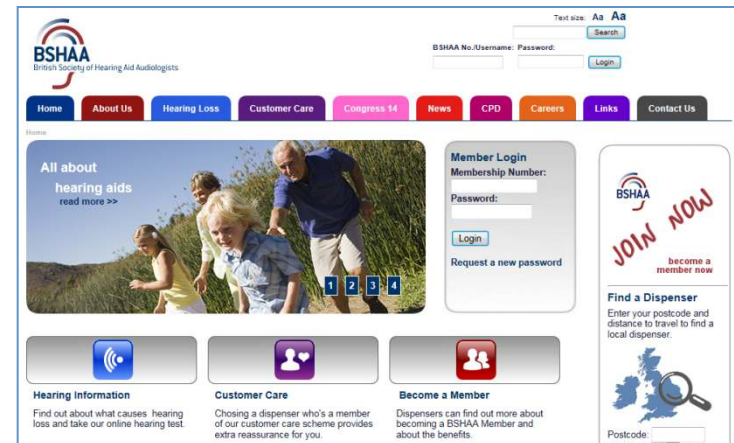 Text size: Aa Aa
Search
BSHAA No./Username: Password:
Login
BSHAA
British Society of Hearing Aid Audiologists
Home About Us Hearing Loss Customer Care Congress 14 News CPD Careers Links Contact Us
Home
All about
hearing aids
read more >>
1 2 3 4
Member Login
Membership Number:
Password:
Login
Request a new password
BSHAA
JOIN NOW
become a
member now
Find a Dispenser
Enter your postcode and
distance to travel to find a
local dispenser.
Postcode:
Hearing Information
Find out about what causes hearing
loss and take our online hearing test.
Customer Care
Chosing a dispenser who's a member
of our customer care scheme provides
extra reassurance for you.
Become a Member
Dispensers can find out more about
becoming a BSHAA Member and
about the benefits.